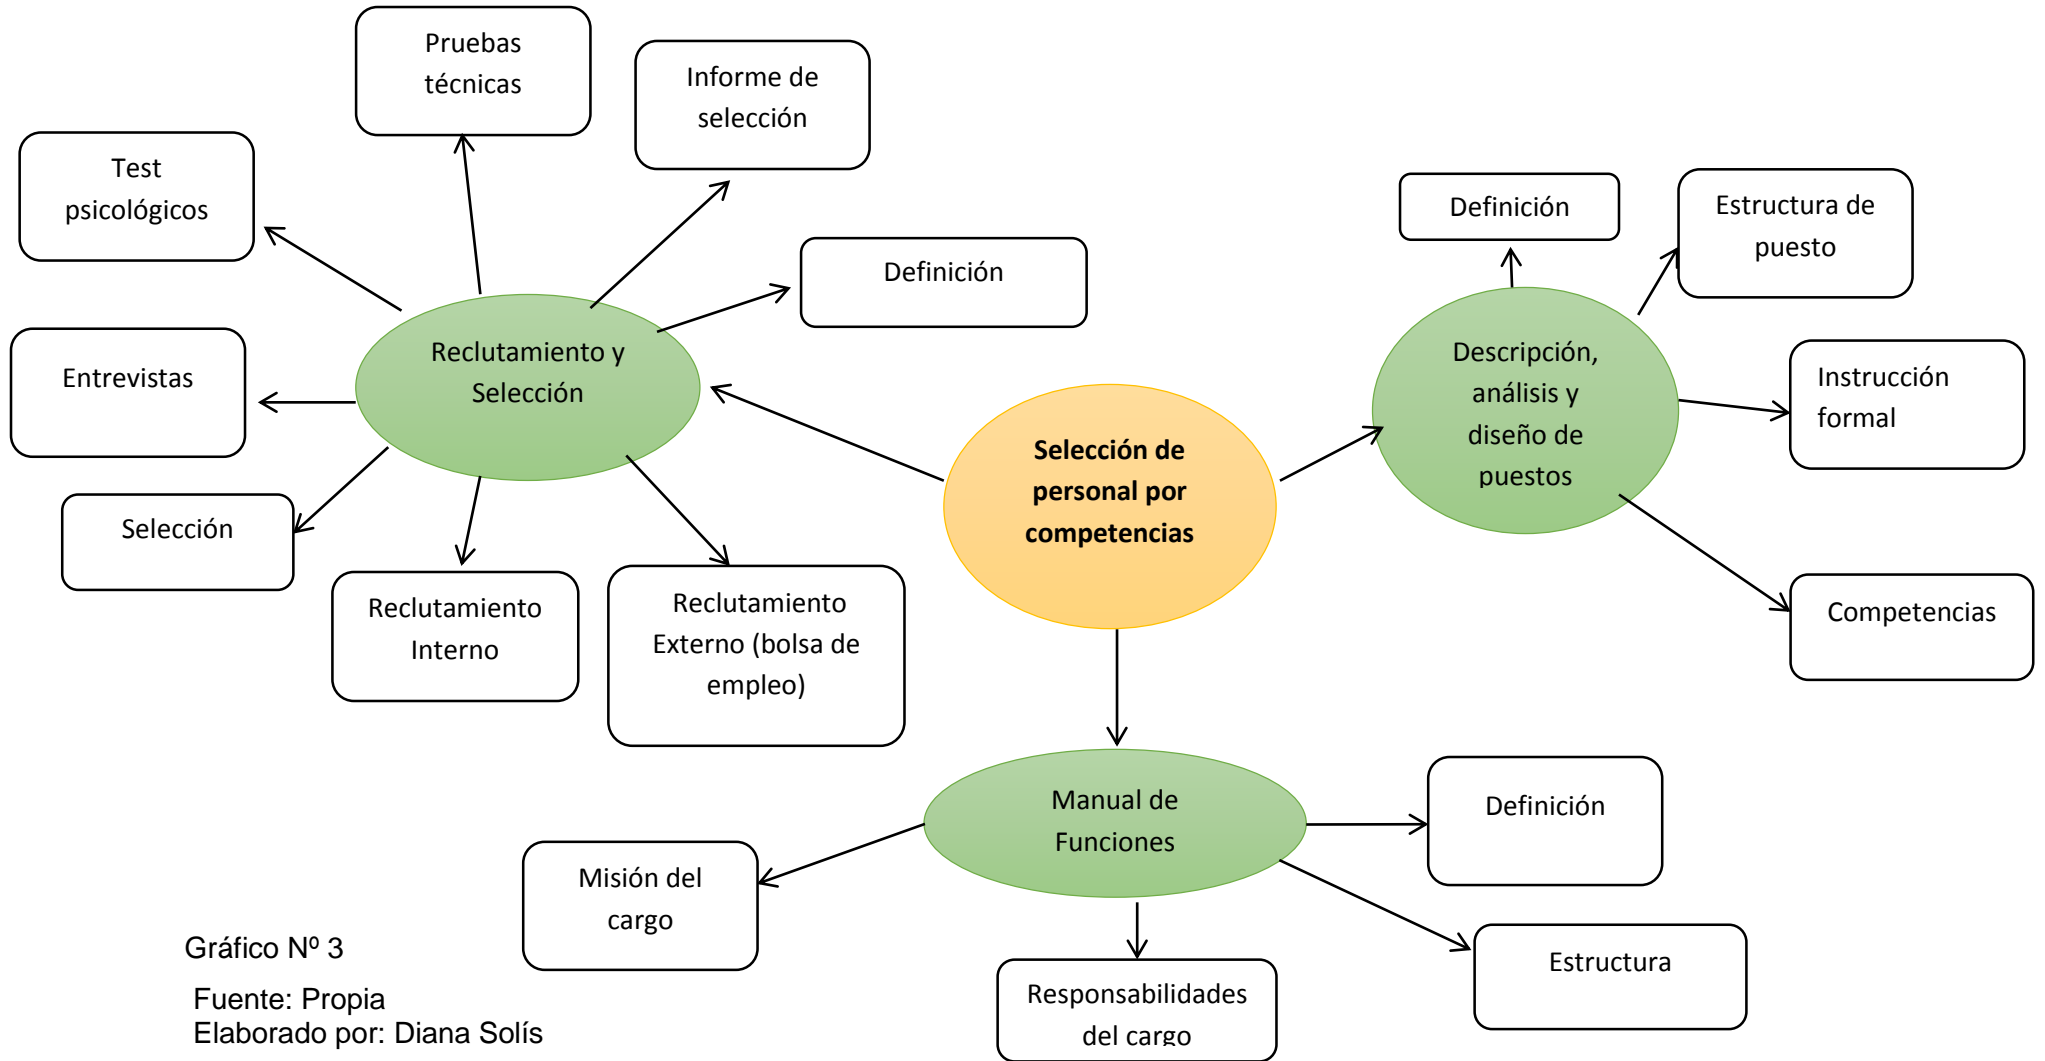 Pruebas
técnicas
Informe de
selección
Test
psicológicos
Definición
Entrevistas
Reclutamiento y
Selección
Selección
Reclutamiento
Interno
Reclutamiento
Externo (bolsa de
empleo)
Selección de
personal por
competencias
Definición
Estructura de
puesto
Descripción,
análisis y
diseño de
puestos
Instrucción
formal
Competencias
Manual de
Funciones
Definición
Misión del
cargo
Responsabilidades
del cargo
Estructura
Gráfico Nº 3
Fuente: Propia
Elaborado por: Diana Solís